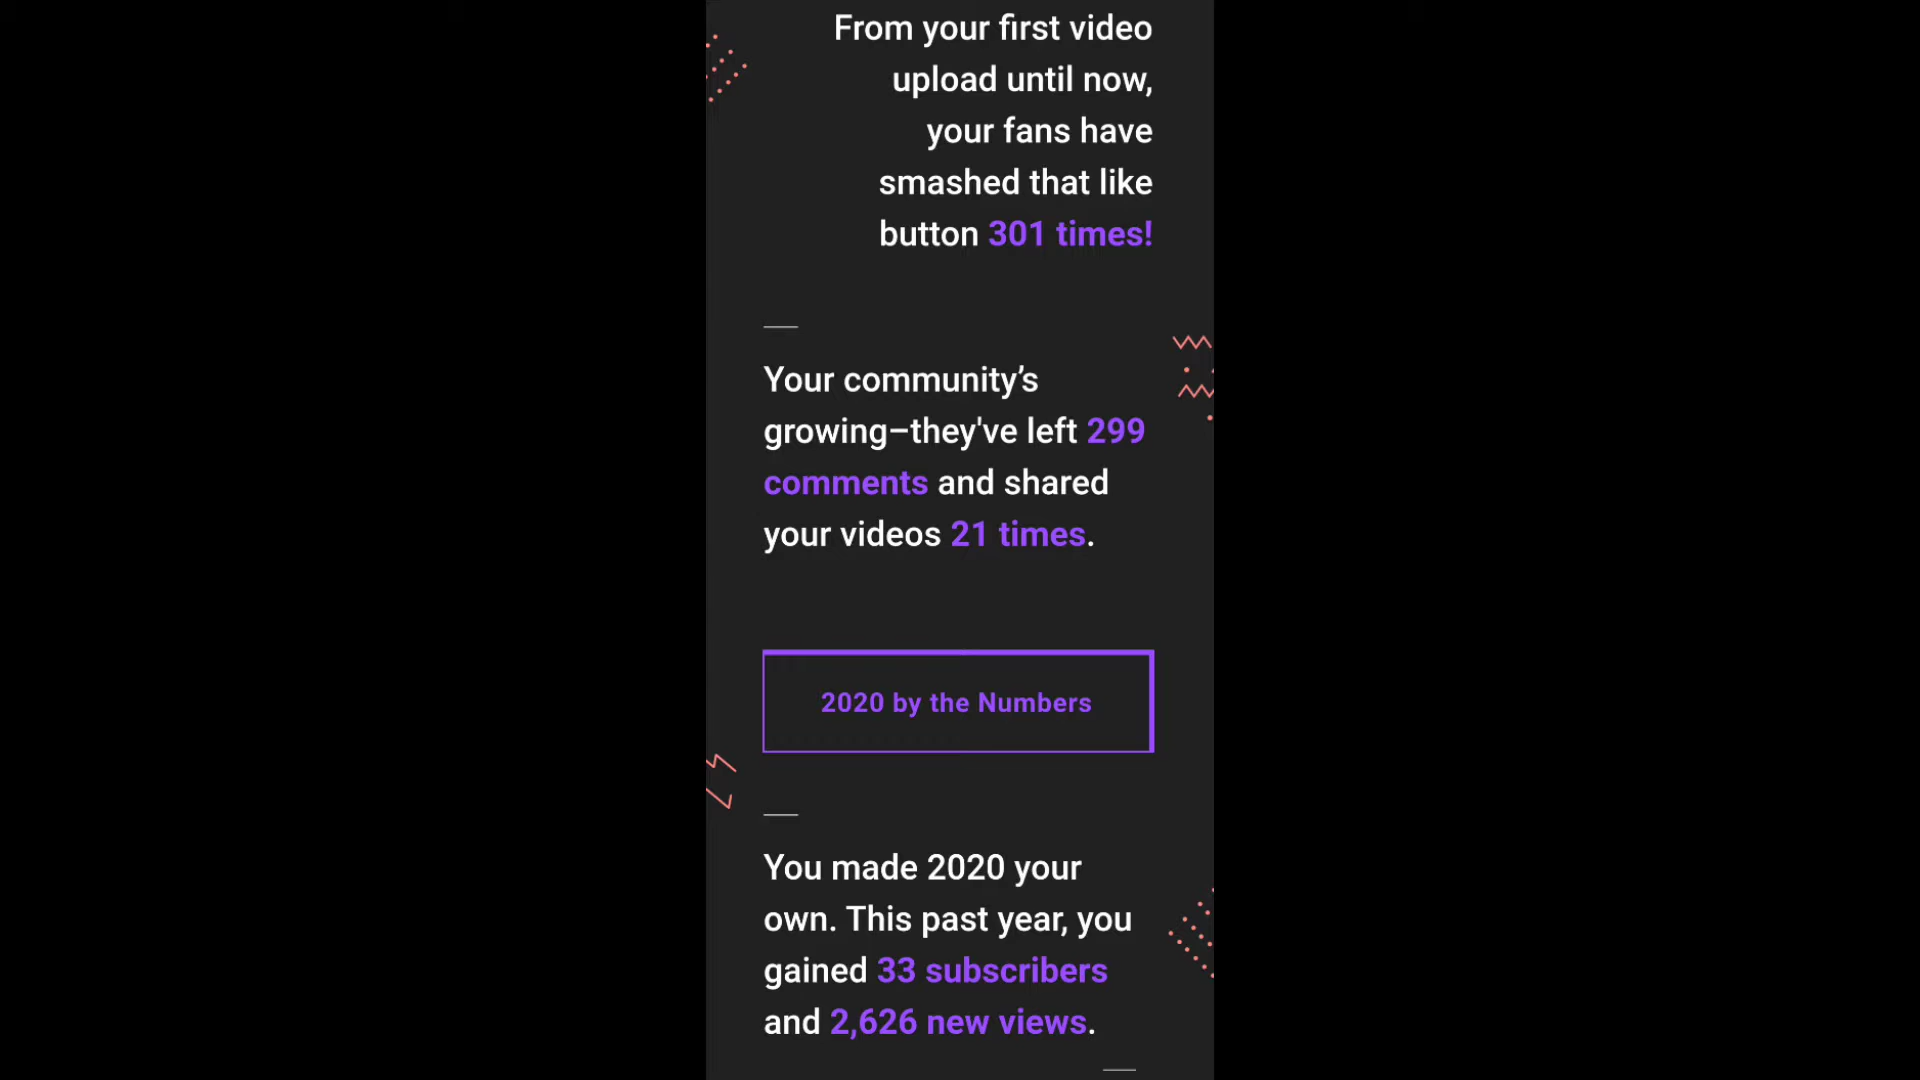 From your first video
upload until now,
your fans have
smashed that like
button 301 times!
Your community’s
growing–they've left 299
comments and shared
your videos 21 times.
2020 by the Numbers
You made 2020 your
own. This past year, you
gained 33 subscribers
and 2,626 new views.